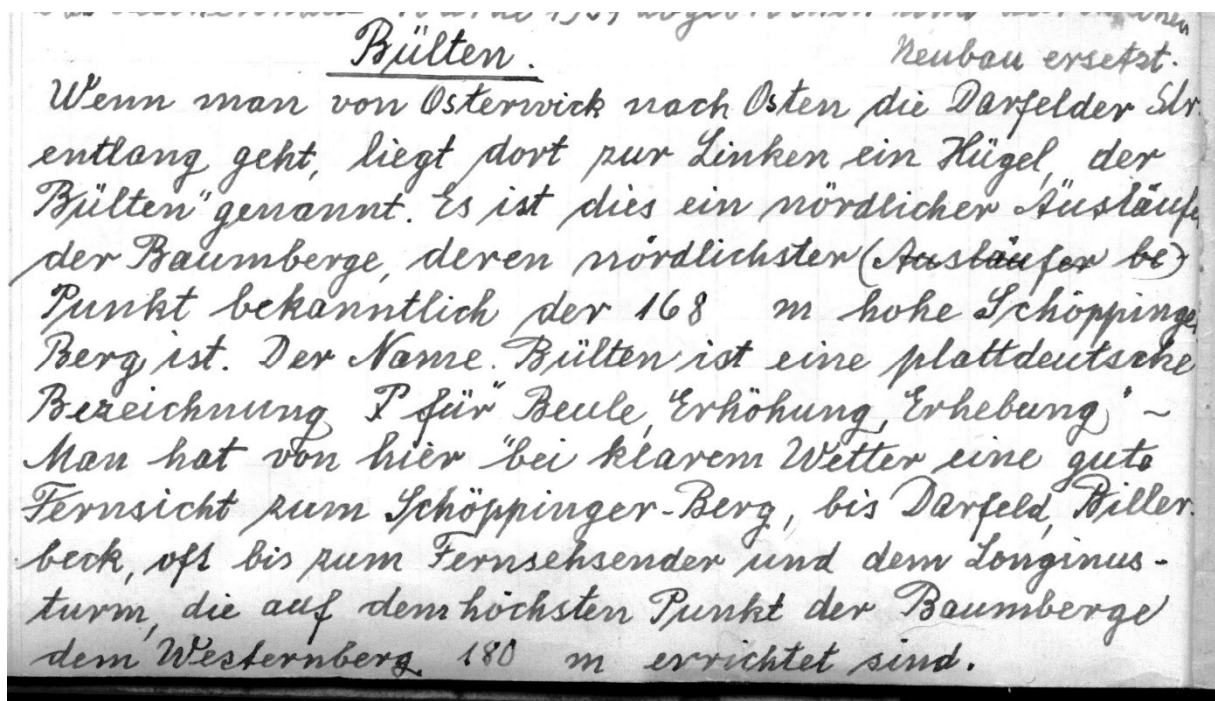 Neubau ersetzt.
Bülten.
Wenn man von Osterwick nach Osten die Darfelder Str.
entlang geht, liegt dort zur Linken ein Hügel, der
Bülten" genannt. Es ist dies ein nördlicher Ausläufe
der Baumberge, deren nördlichster (Ausläufer be)
Punkt bekanntlich der 168 m hohe Schöppinge
Berg ist. Der Name Bülten ist eine plattdeutsche
Bezeichnung für "Beule, Erhöhung, Erhebung" ~
Man hat von hier bei klarem Wetter eine gute
Fernsicht zum Schöppinger-Berg, bis Darfeld, Biller
beck, oft bis zum Fernsehsender und dem Longinus-
turm, die auf dem höchsten Punkt der Baumberge
dem Westernberg 180 m errichtet sind.